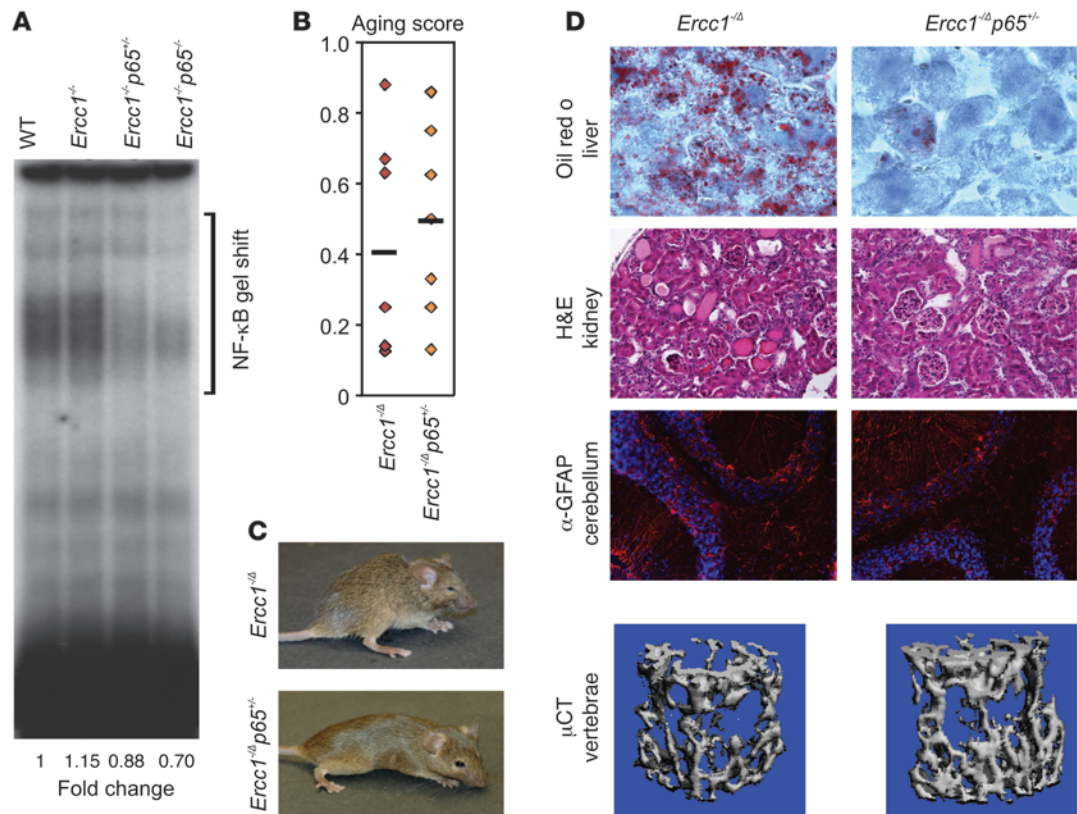 A
WT
Ercc1-/-
Ercc1-/-p65+/-
Ercc1-/-p65-/-
NF-κB gel shift
1 1.15 0.88 0.70
Fold change
B
Aging score
1.0
0.8
0.6
0.4
0.2
0
Ercc1-/Δ
Ercc1-/Δp65+/-
C
Ercc1-/Δ
Ercc1-/Δp65+/-
D
Ercc1-/Δ
Ercc1-/Δp65+/-
Oil red o
liver
H&E
kidney
α-GFAP
cerebellum
μCT
vertebrae